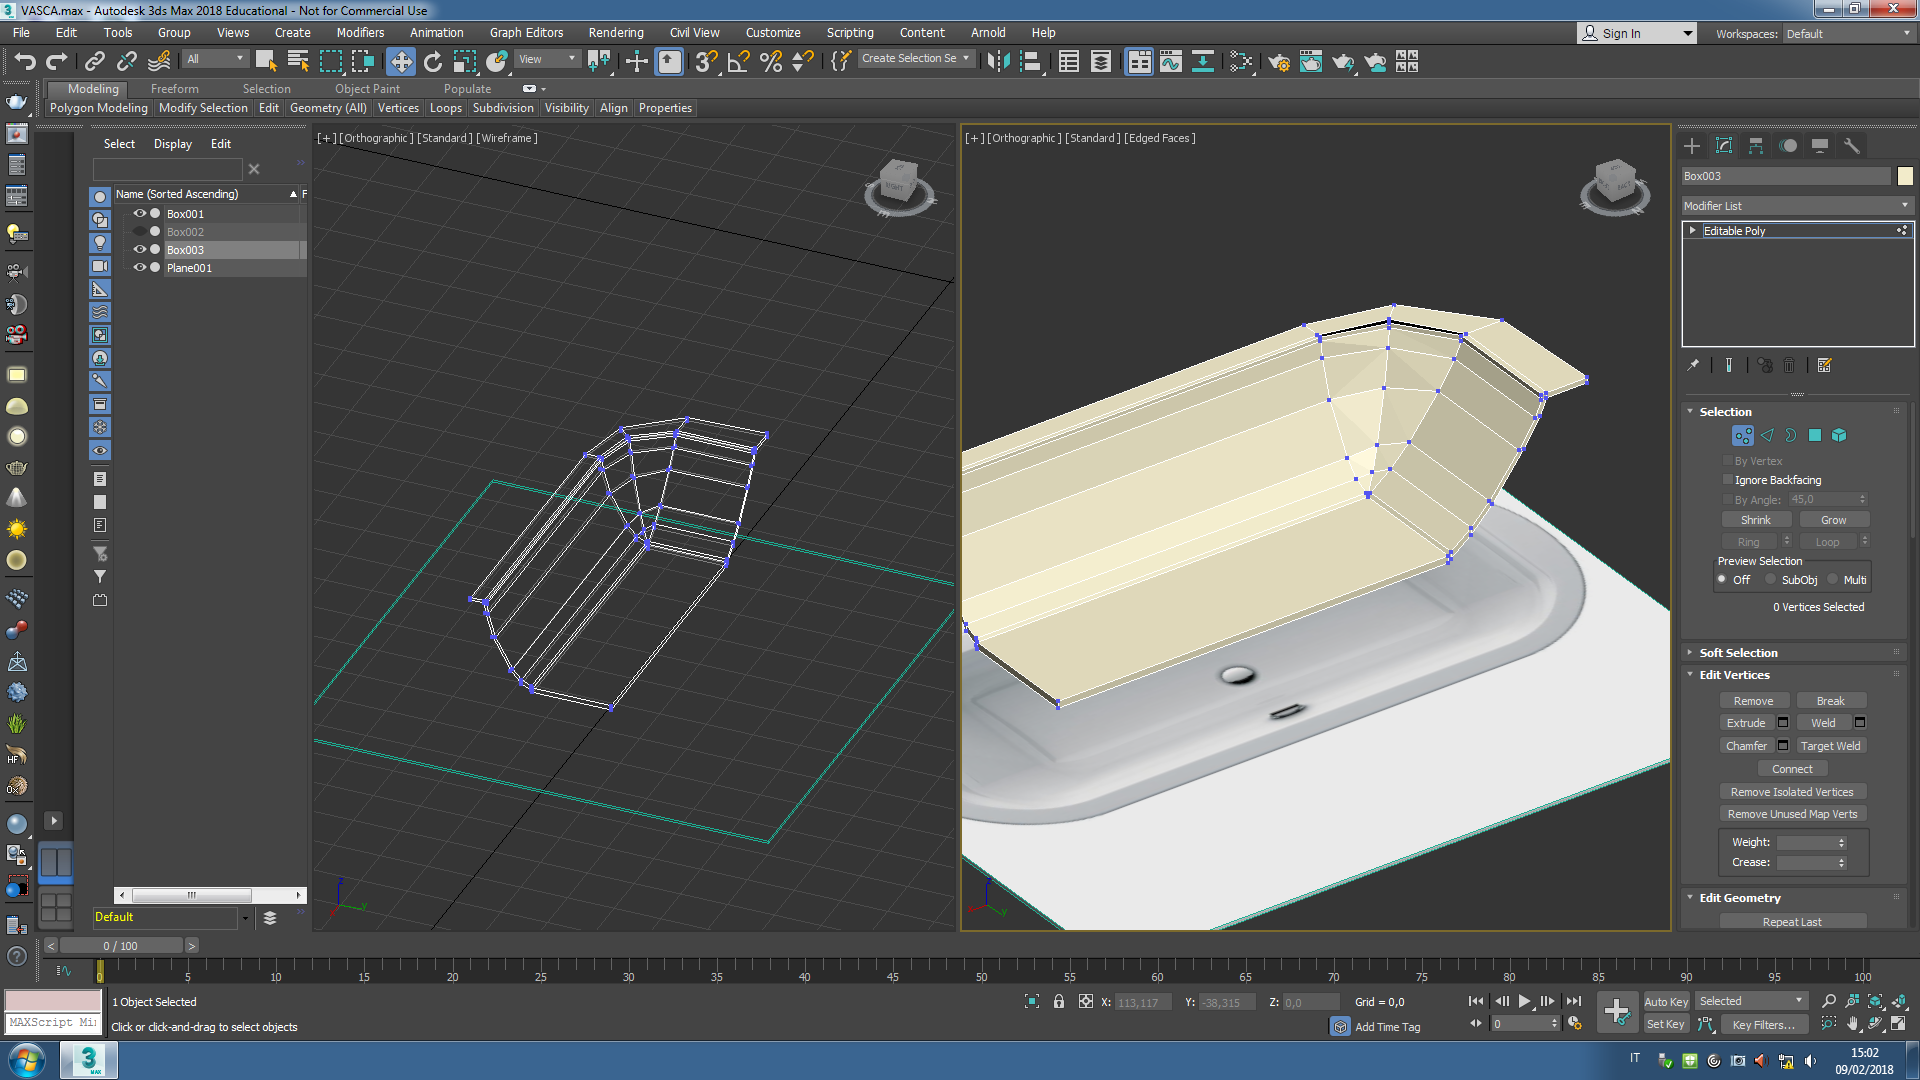 VASCA.max - Autodesk 3ds Max 2018 Educational - Not for Commercial Use
File Edit Tools Group Views Create Modifiers Animation Graph Editors Rendering Civil View Customize Scripting Content Arnold Help
Sign In Workspaces: Default
All View Create Selection Se
Modeling Freeform Selection Object Paint Populate
Polygon Modeling Modify Selection Edit Geometry (All) Vertices Loops Subdivision Visibility Align Properties
Select Display Edit
Name (Sorted Ascending) F
Box001
Box002
Box003
Plane001
[+] [Orthographic] [Standard] [Wireframe]
[+] [Orthographic] [Standard] [Edged Faces]
Box003
Modifier List
Editable Poly
Selection
By Vertex
Ignore Backfacing
By Angle: 45,0
Shrink Grow
Ring Loop
Preview Selection
Off SubObj Multi
0 Vertices Selected
Soft Selection
Edit Vertices
Remove Break
Extrude Weld
Chamfer Target Weld
Connect
Remove Isolated Vertices
Remove Unused Map Verts
Weight:
Crease:
Edit Geometry
Repeat Last
Default
0 / 100
0 5 10 15 20 25 30 35 40 45 50 55 60 65 70 75 80 85 90 95 100
1 Object Selected
X: 113,117 Y: -38,315 Z: 0,0 Grid = 0,0
Auto Key Selected
MAXScript Mi
Click or click-and-drag to select objects
Add Time Tag
0
Set Key Key Filters...
3 MAX
IT
15:02
09/02/2018